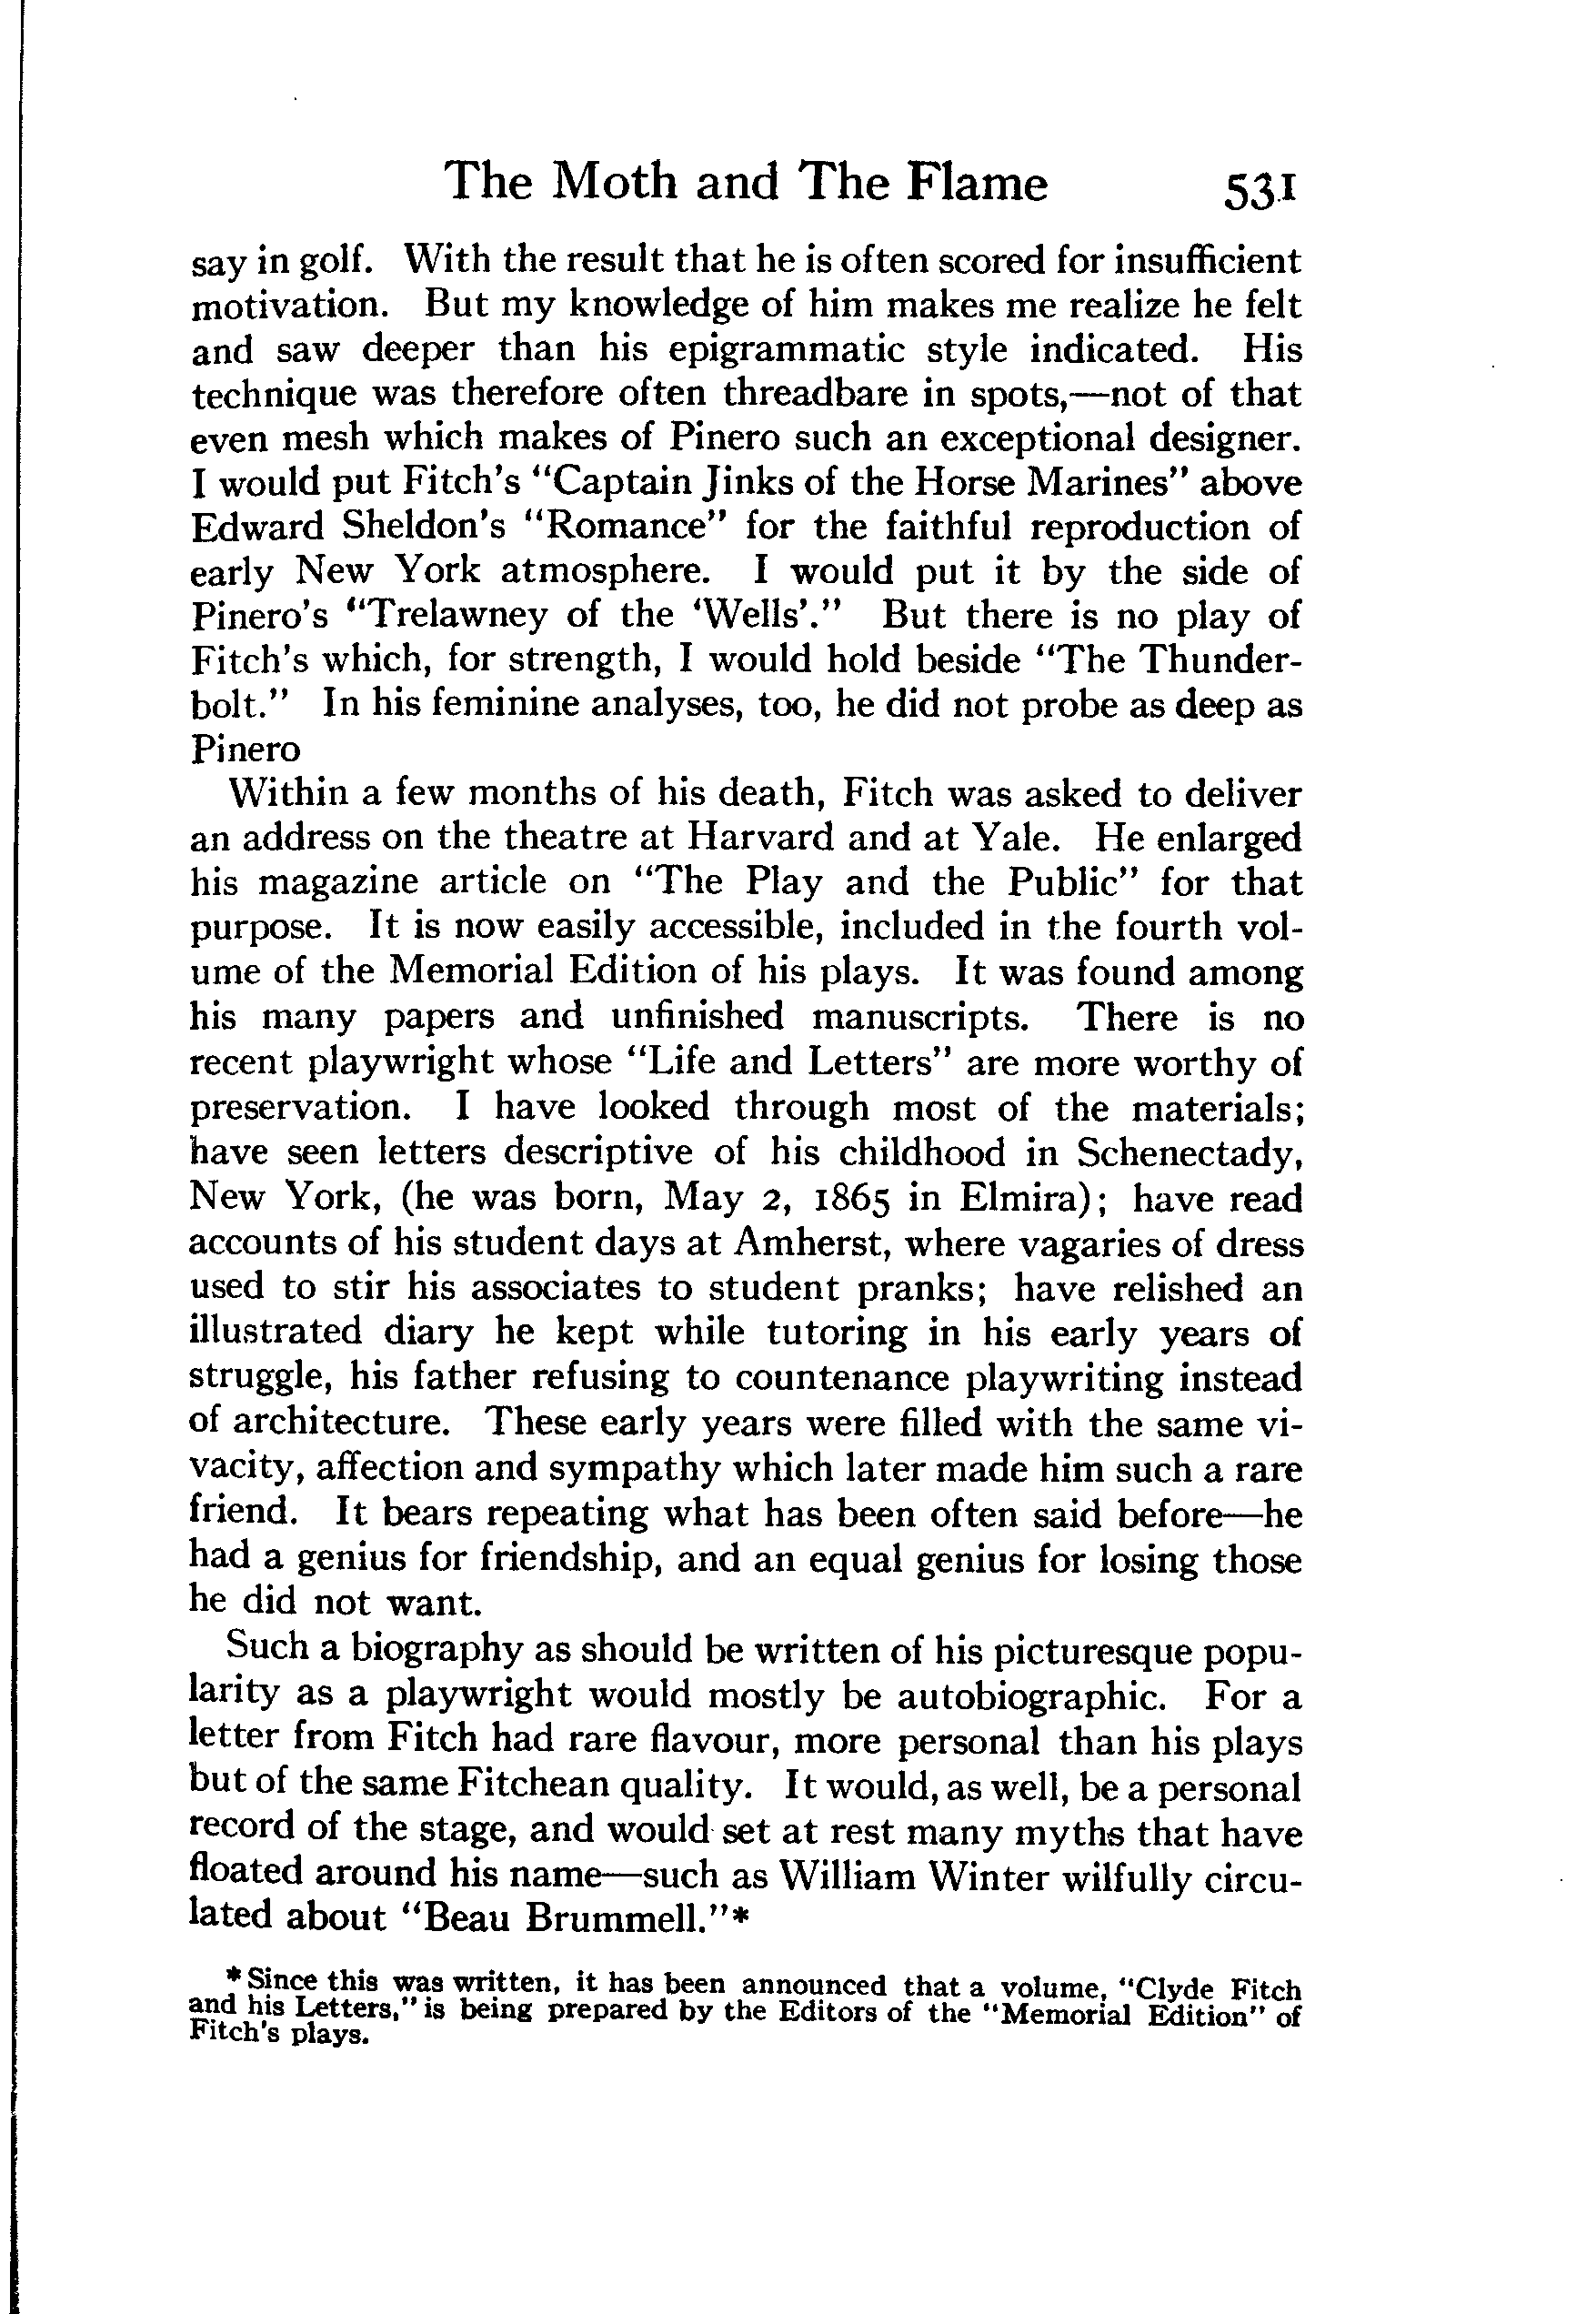 The Moth and The Flame 531
say in golf. With the result that he is often scored for insufficient
motivation. But my knowledge of him makes me realize he felt
and saw deeper than his epigrammatic style indicated. His
technique was therefore often threadbare in spots,—not of that
even mesh which makes of Pinero such an exceptional designer.
I would put Fitch's "Captain Jinks of the Horse Marines" above
Edward Sheldon's "Romance" for the faithful reproduction of
early New York atmosphere. I would put it by the side of
Pinero's "Trelawney of the 'Wells'." But there is no play of
Fitch's which, for strength, I would hold beside "The Thunder-
bolt." In his feminine analyses, too, he did not probe as deep as
Pinero
Within a few months of his death, Fitch was asked to deliver
an address on the theatre at Harvard and at Yale. He enlarged
his magazine article on "The Play and the Public" for that
purpose. It is now easily accessible, included in the fourth vol-
ume of the Memorial Edition of his plays. It was found among
his many papers and unfinished manuscripts. There is no
recent playwright whose "Life and Letters" are more worthy of
preservation. I have looked through most of the materials;
have seen letters descriptive of his childhood in Schenectady,
New York, (he was born, May 2, 1865 in Elmira); have read
accounts of his student days at Amherst, where vagaries of dress
used to stir his associates to student pranks; have relished an
illustrated diary he kept while tutoring in his early years of
struggle, his father refusing to countenance playwriting instead
of architecture. These early years were filled with the same vi-
vacity, affection and sympathy which later made him such a rare
friend. It bears repeating what has been often said before—he
had a genius for friendship, and an equal genius for losing those
he did not want.
Such a biography as should be written of his picturesque popu-
larity as a playwright would mostly be autobiographic. For a
letter from Fitch had rare flavour, more personal than his plays
but of the same Fitchean quality. It would, as well, be a personal
record of the stage, and would set at rest many myths that have
floated around his name—such as William Winter wilfully circu-
lated about "Beau Brummell."*
* Since this was written, it has been announced that a volume, "Clyde Fitch
and his Letters," is being prepared by the Editors of the "Memorial Edition" of
Fitch's plays.